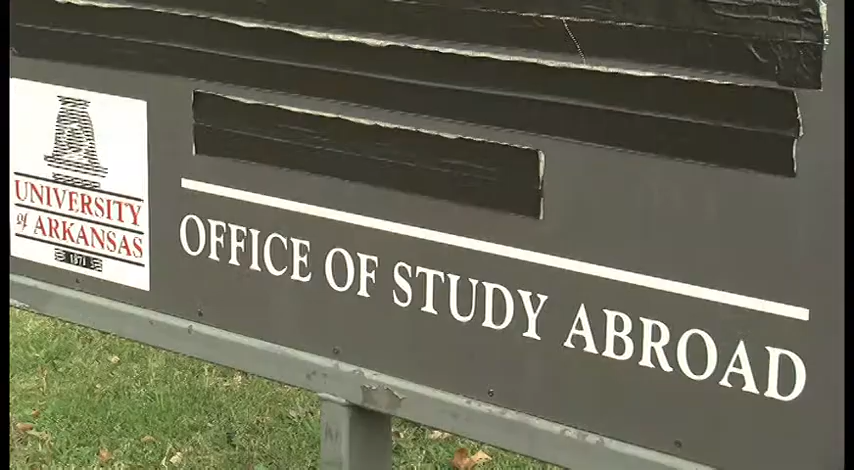 UNIVERSITY
of ARKANSAS
1871
OFFICE OF STUDY ABROAD